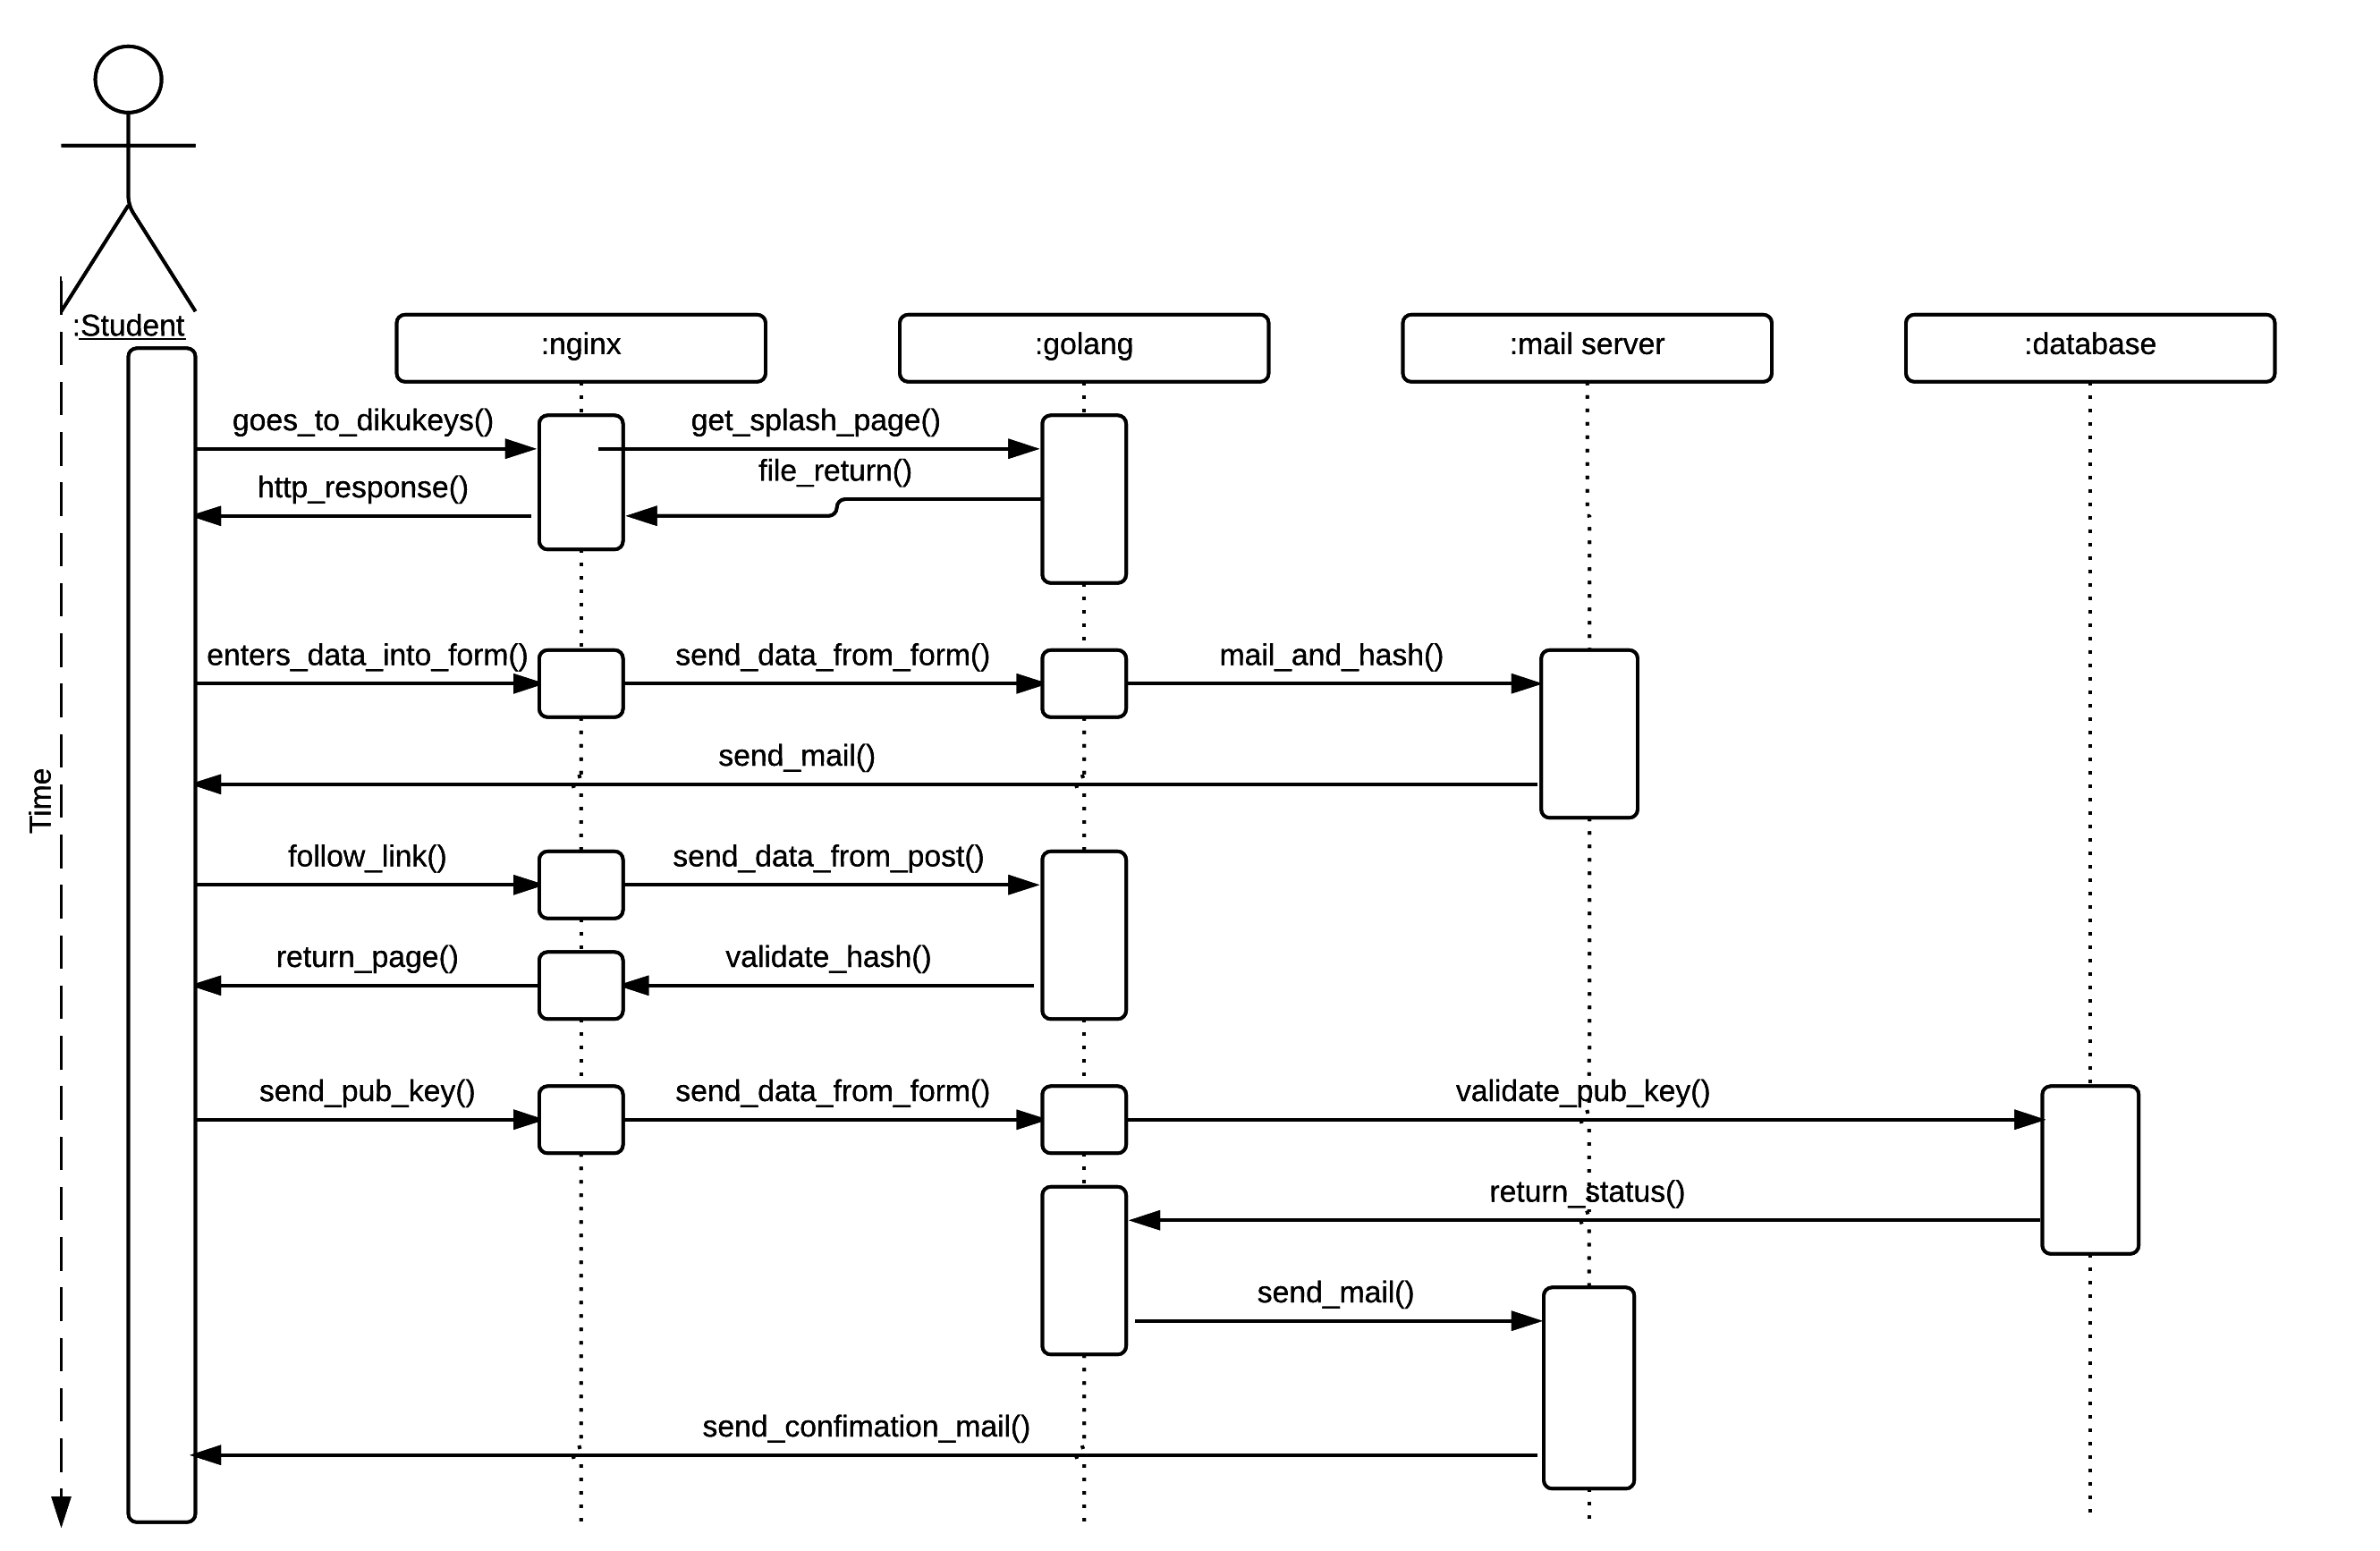 :Student
:nginx
:golang
:mail server
:database
goes_to_dikukeys()
get_splash_page()
file_return()
http_response()
enters_data_into_form()
send_data_from_form()
mail_and_hash()
send_mail()
Time
follow_link()
send_data_from_post()
return_page()
validate_hash()
send_pub_key()
send_data_from_form()
validate_pub_key()
return_status()
send_mail()
send_confimation_mail()